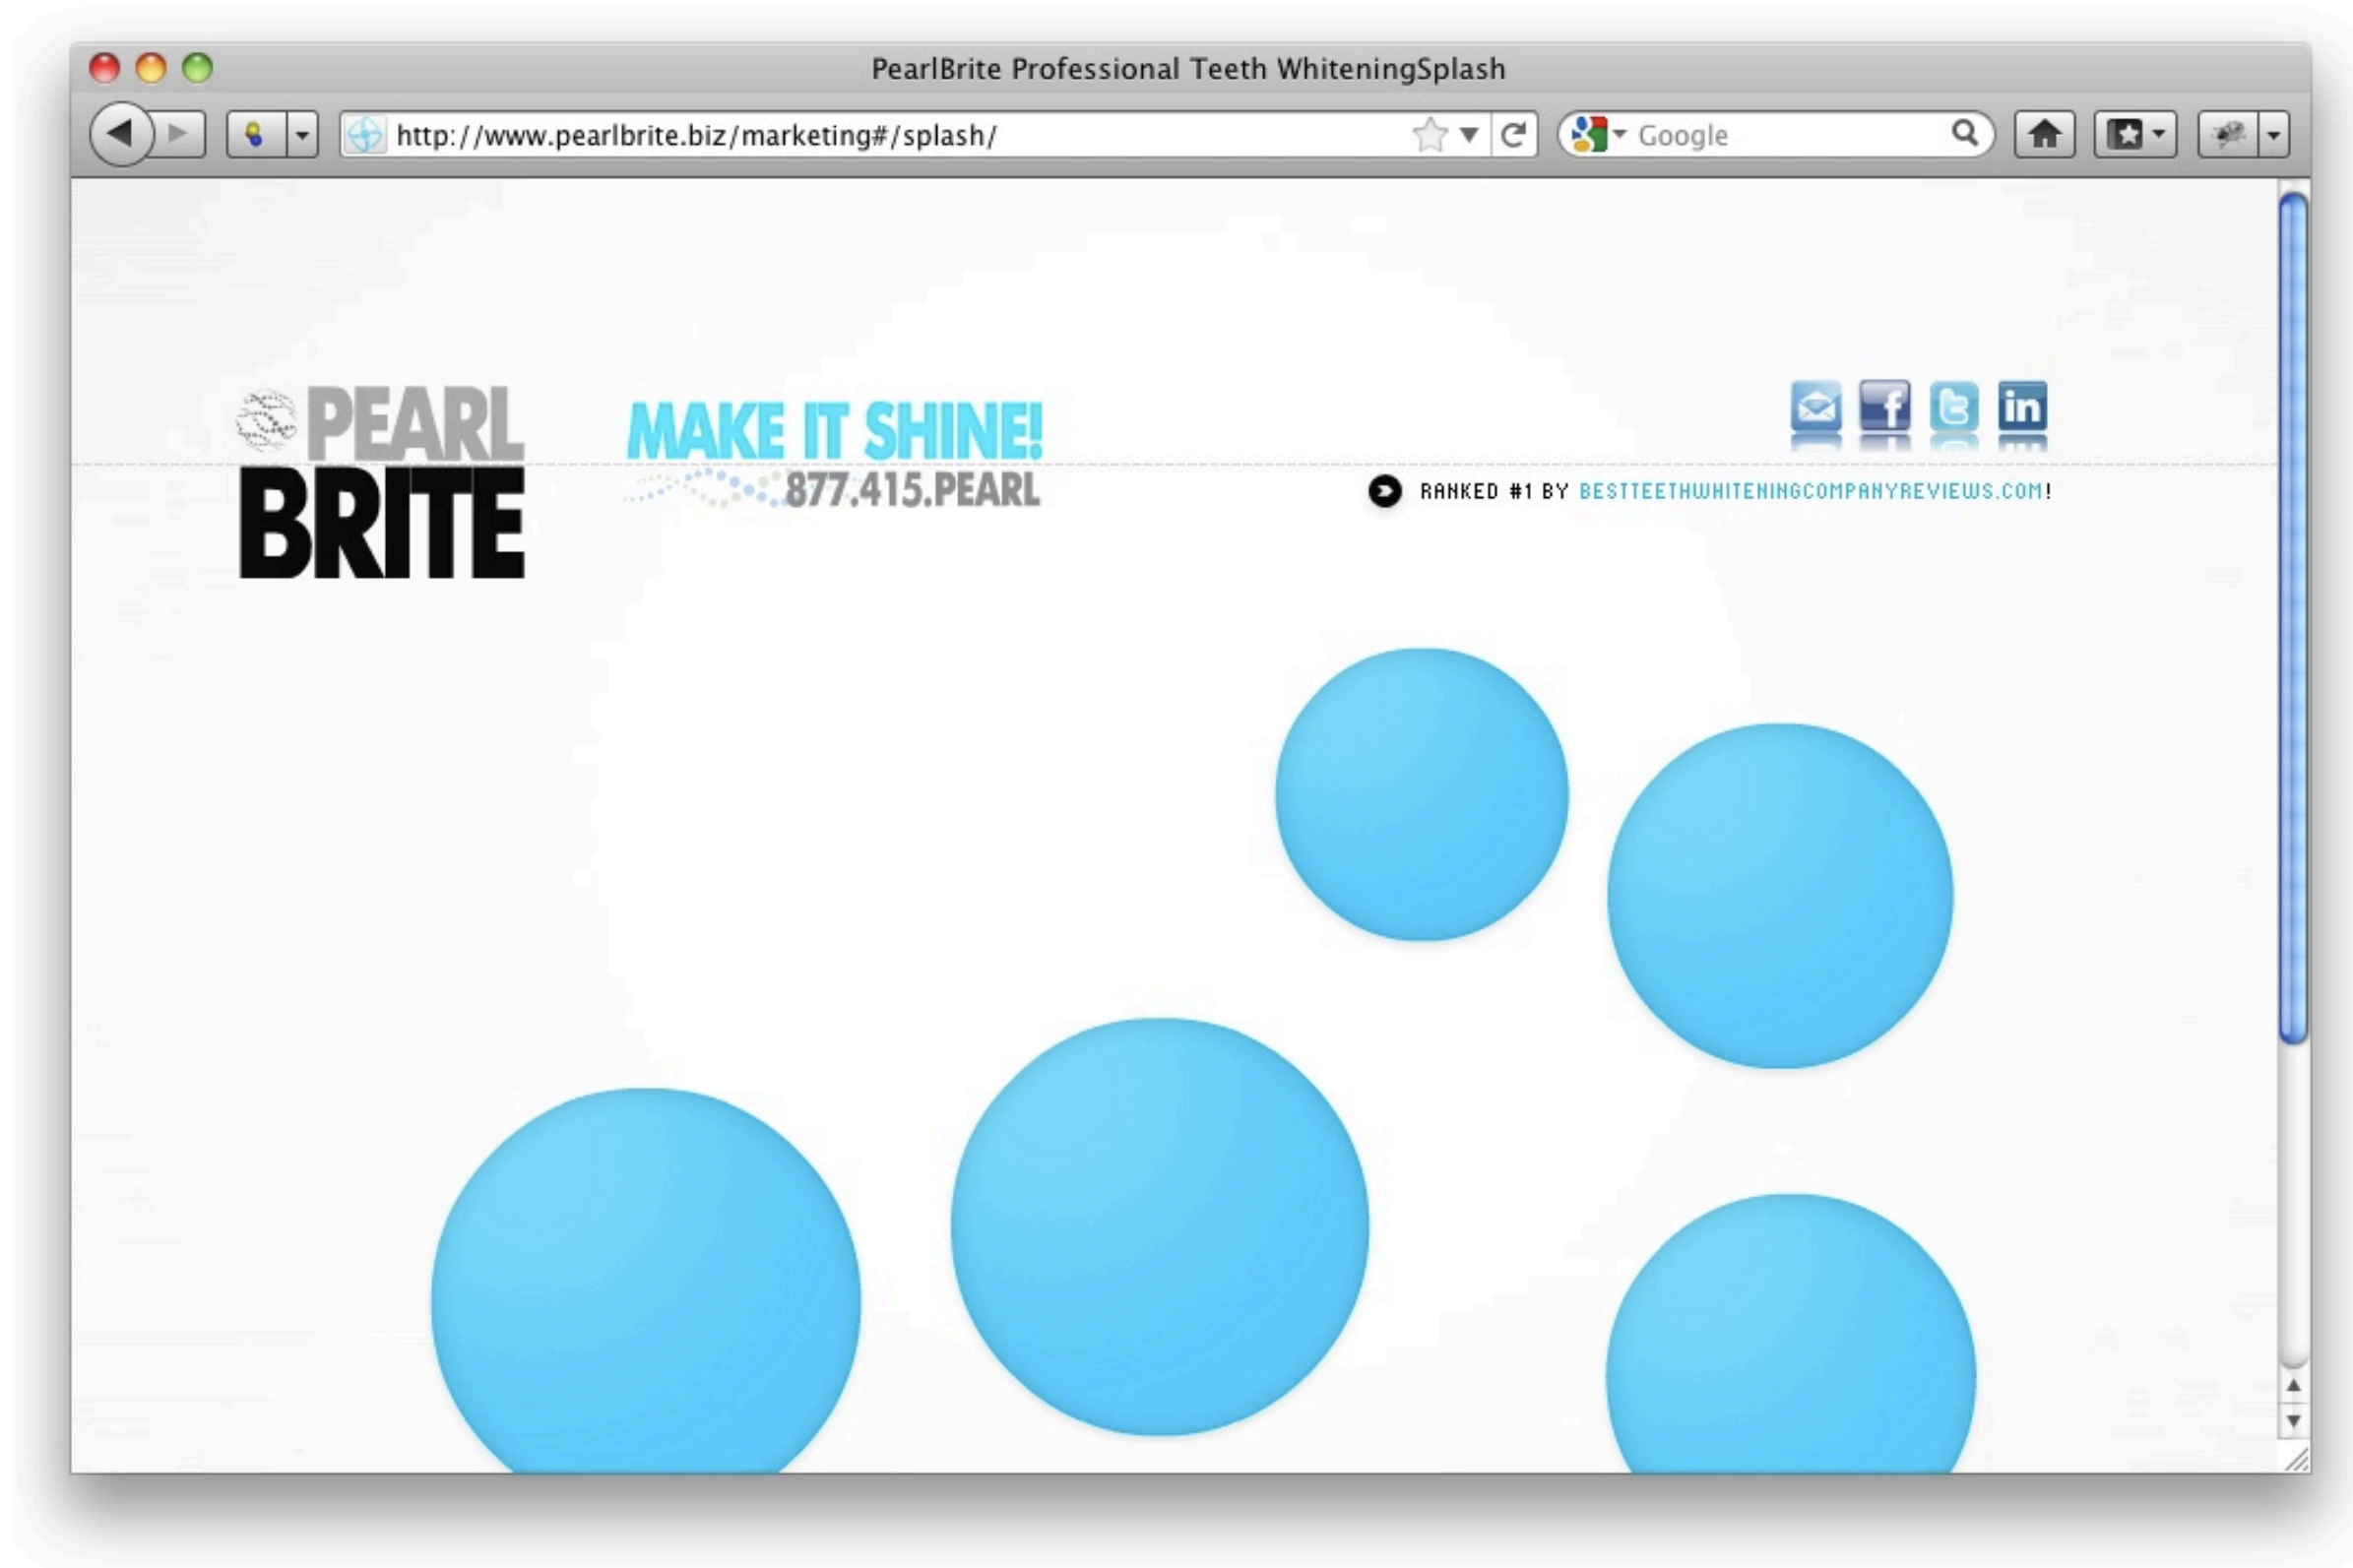 PearlBrite Professional Teeth WhiteningSplash
http://www.pearlbrite.biz/marketing#/splash/
Google
PEARL
BRITE
MAKE IT SHINE!
877.415.PEARL
f
t
in
RANKED #1 BY BESTTEETHWHITENINGCOMPANYREVIEWS.COM!